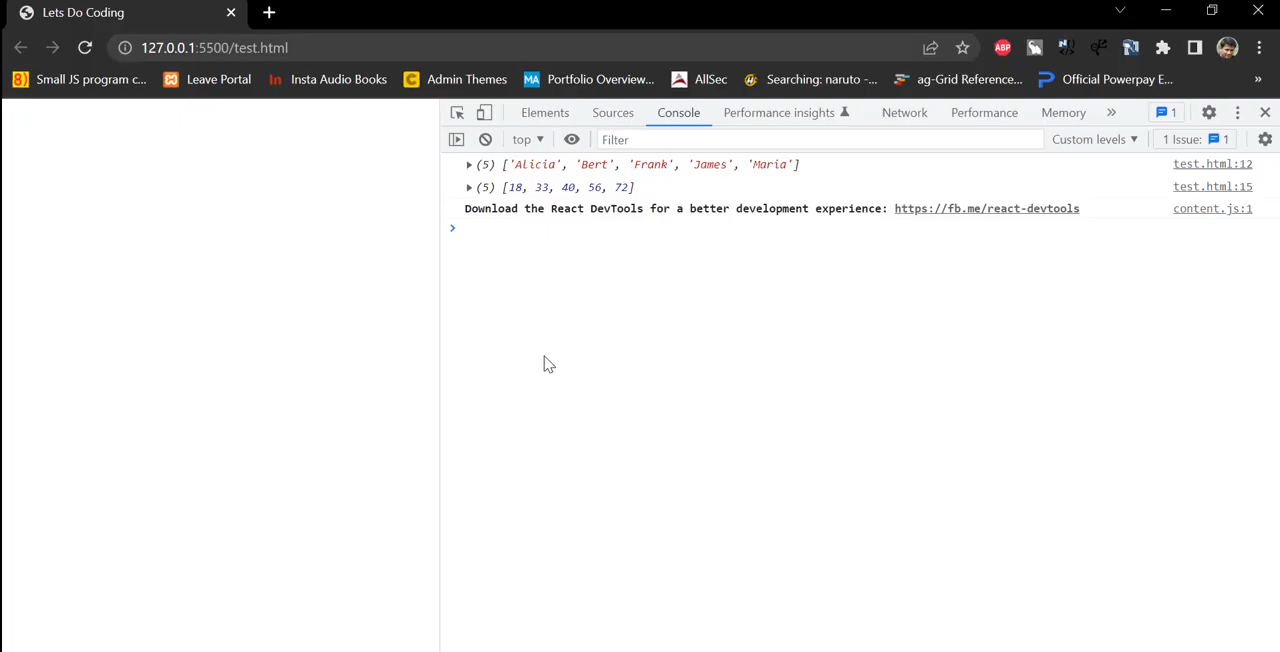 Lets Do Coding
127.0.0.1:5500/test.html
ABP
8) Small JS program c... Leave Portal In Insta Audio Books C Admin Themes MA Portfolio Overview... AllSec Searching: naruto -... ag-Grid Reference... Official Powerpay E... »
Elements Sources Console Performance insights Network Performance Memory » 1
top Filter Custom levels 1 Issue: 1
(5) ['Alicia', 'Bert', 'Frank', 'James', 'Maria'] test.html:12
(5) [18, 33, 40, 56, 72] test.html:15
Download the React DevTools for a better development experience: https://fb.me/react-devtools content.js:1
>